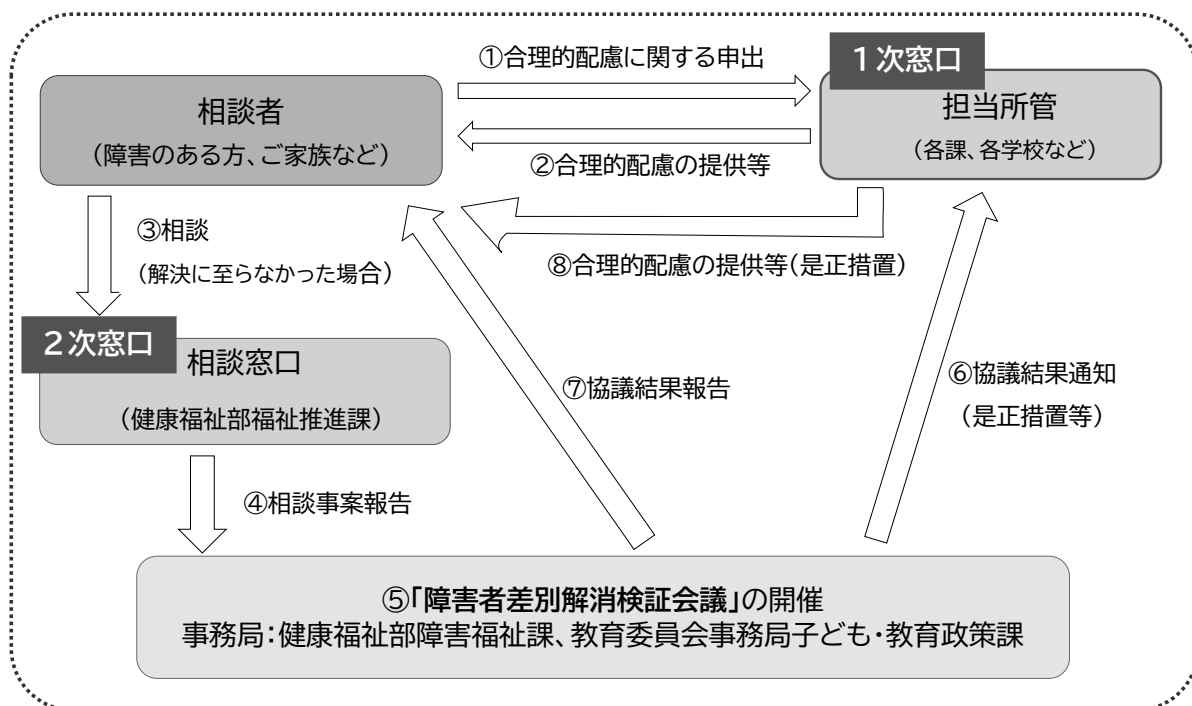 ①合理的配慮に関する申出
1次窓口
相談者
（障害のある方、ご家族など）
担当所管
（各課、各学校など）
②合理的配慮の提供等
③相談
（解決に至らなかった場合）
⑧合理的配慮の提供等（是正措置）
2次窓口
相談窓口
（健康福祉部福祉推進課）
⑦協議結果報告
⑥協議結果通知
（是正措置等）
④相談事案報告
⑤「障害者差別解消検証会議」の開催
事務局：健康福祉部障害福祉課、教育委員会事務局子ども・教育政策課